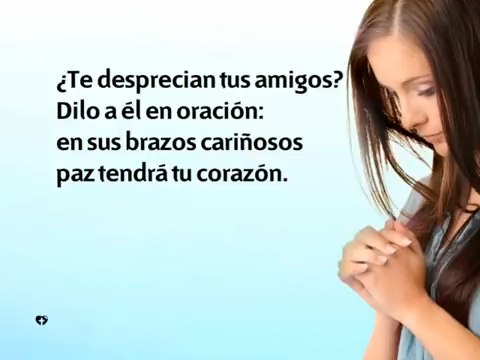 ¿Te desprecian tus amigos?
Dilo a él en oración:
en sus brazos cariñosos
paz tendrá tu corazón.